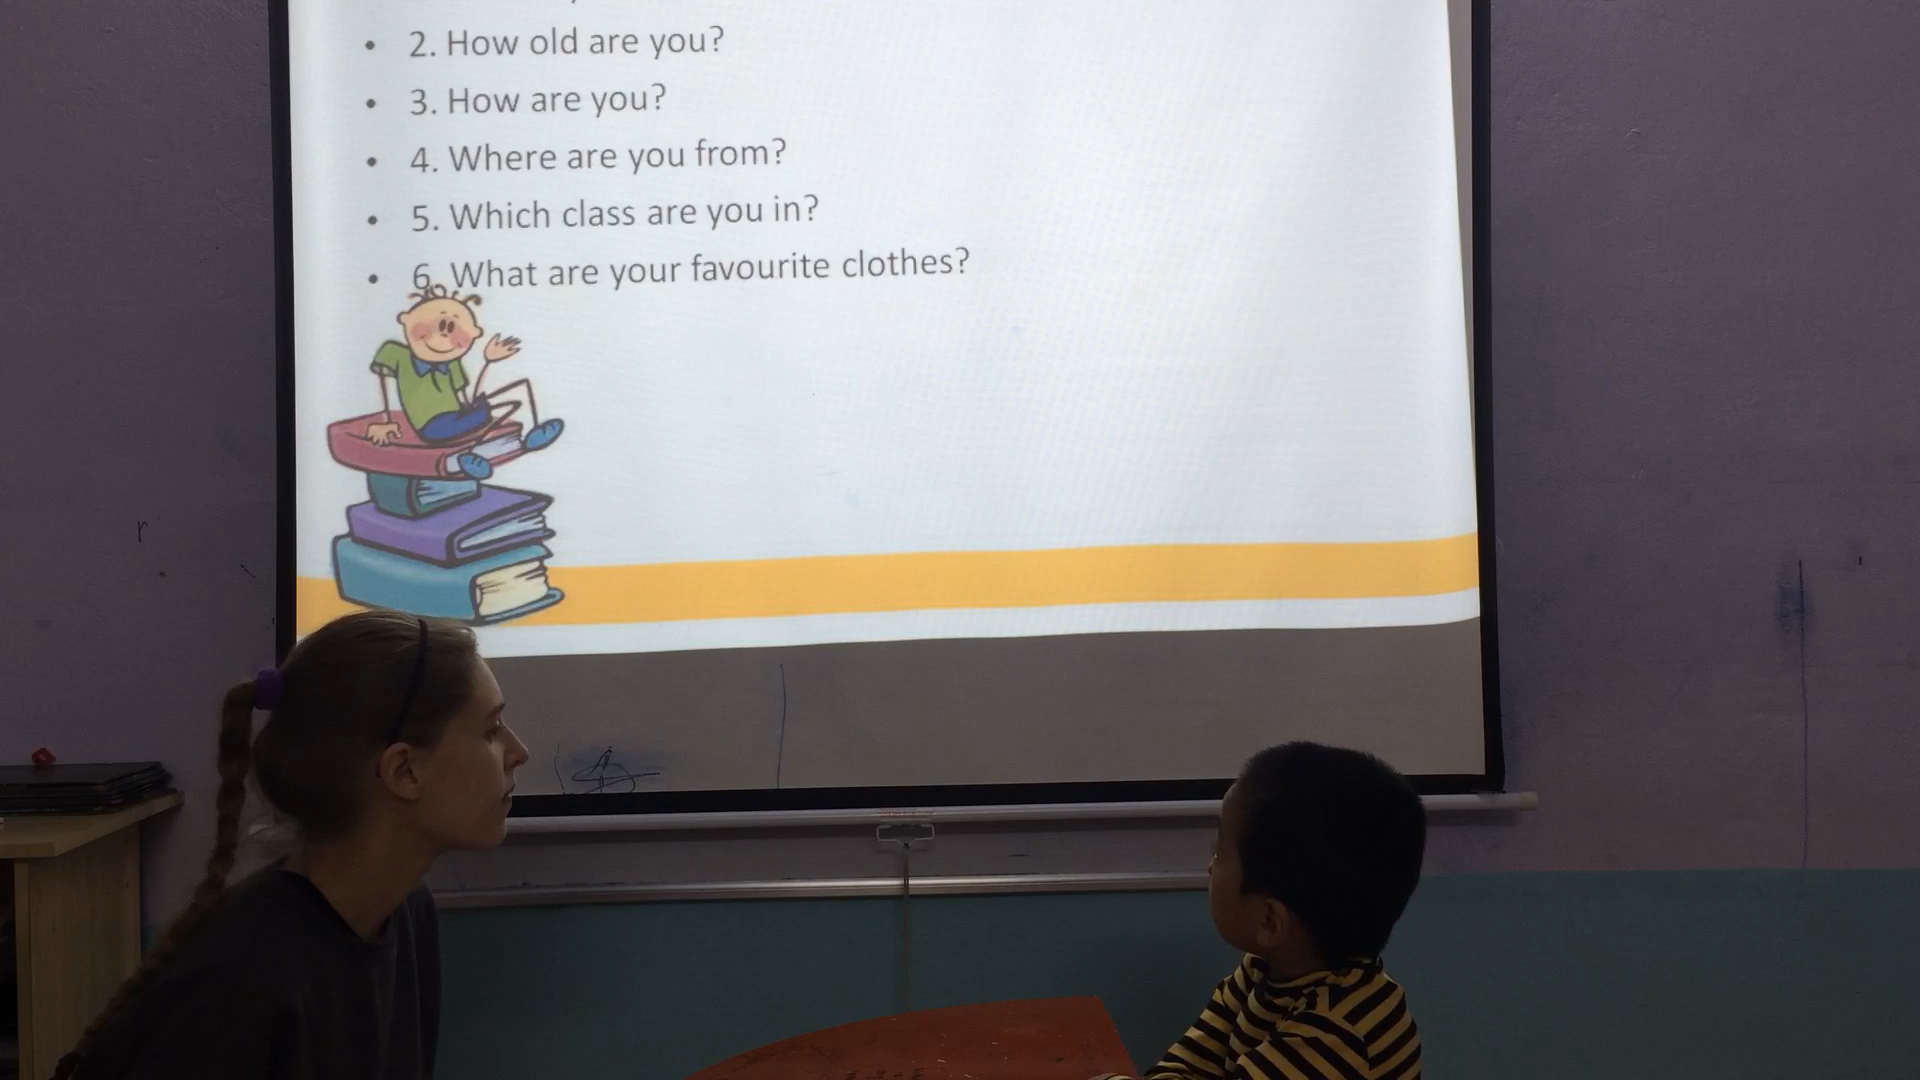 • 2. How old are you?
• 3. How are you?
• 4. Where are you from?
• 5. Which class are you in?
• 6. What are your favourite clothes?